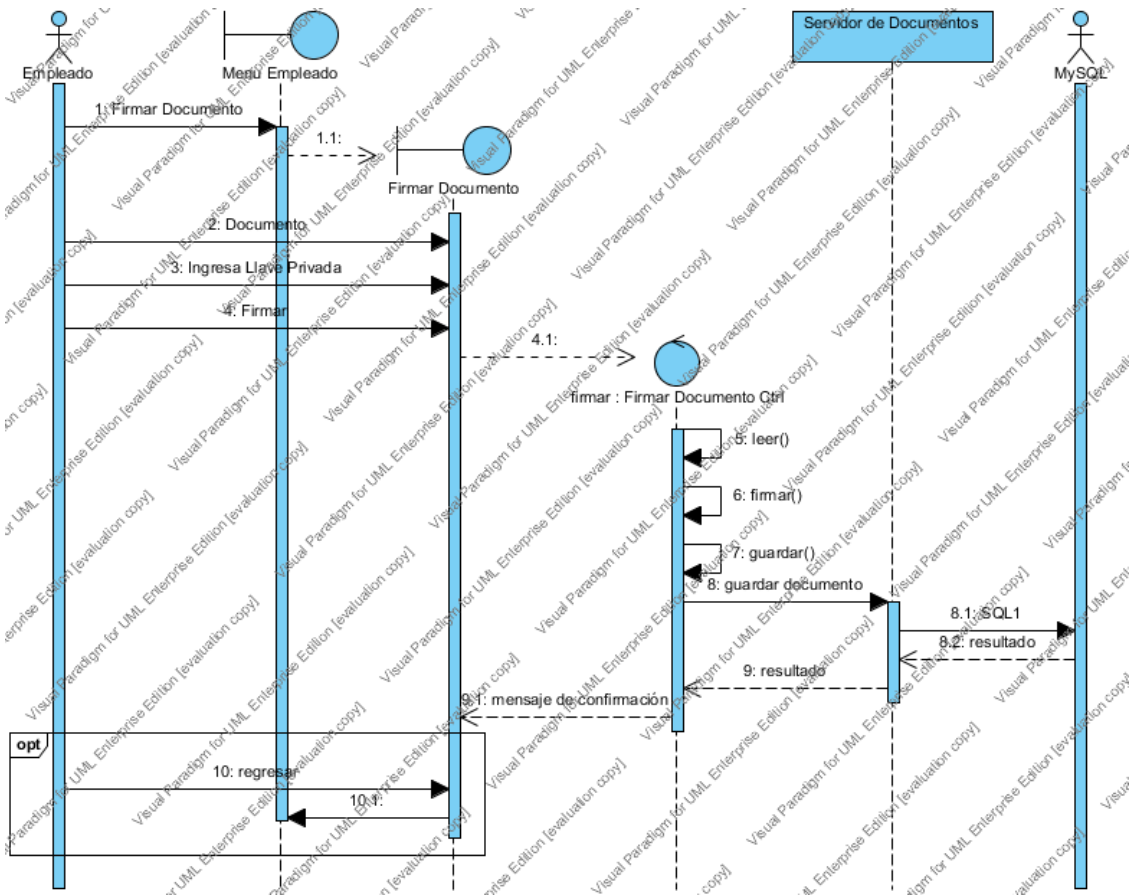 Servidor de Documentos
Empleado
Menu Empleado
MySQL
1: Firmar Documento
1.1:
Firmar Documento
2: Documento
3: Ingresa Llave Privada
4: Firmar
4.1:
firmar : Firmar Documento Ctrl
5: leer()
6: firmar()
7: guardar()
8: guardar documento
8.1: SQL1
8.2: resultado
9: resultado
9.1: mensaje de confirmación
opt
10: regresar
10.1:
Visual Paradigm for UML Enterprise Edition [evaluation copy]